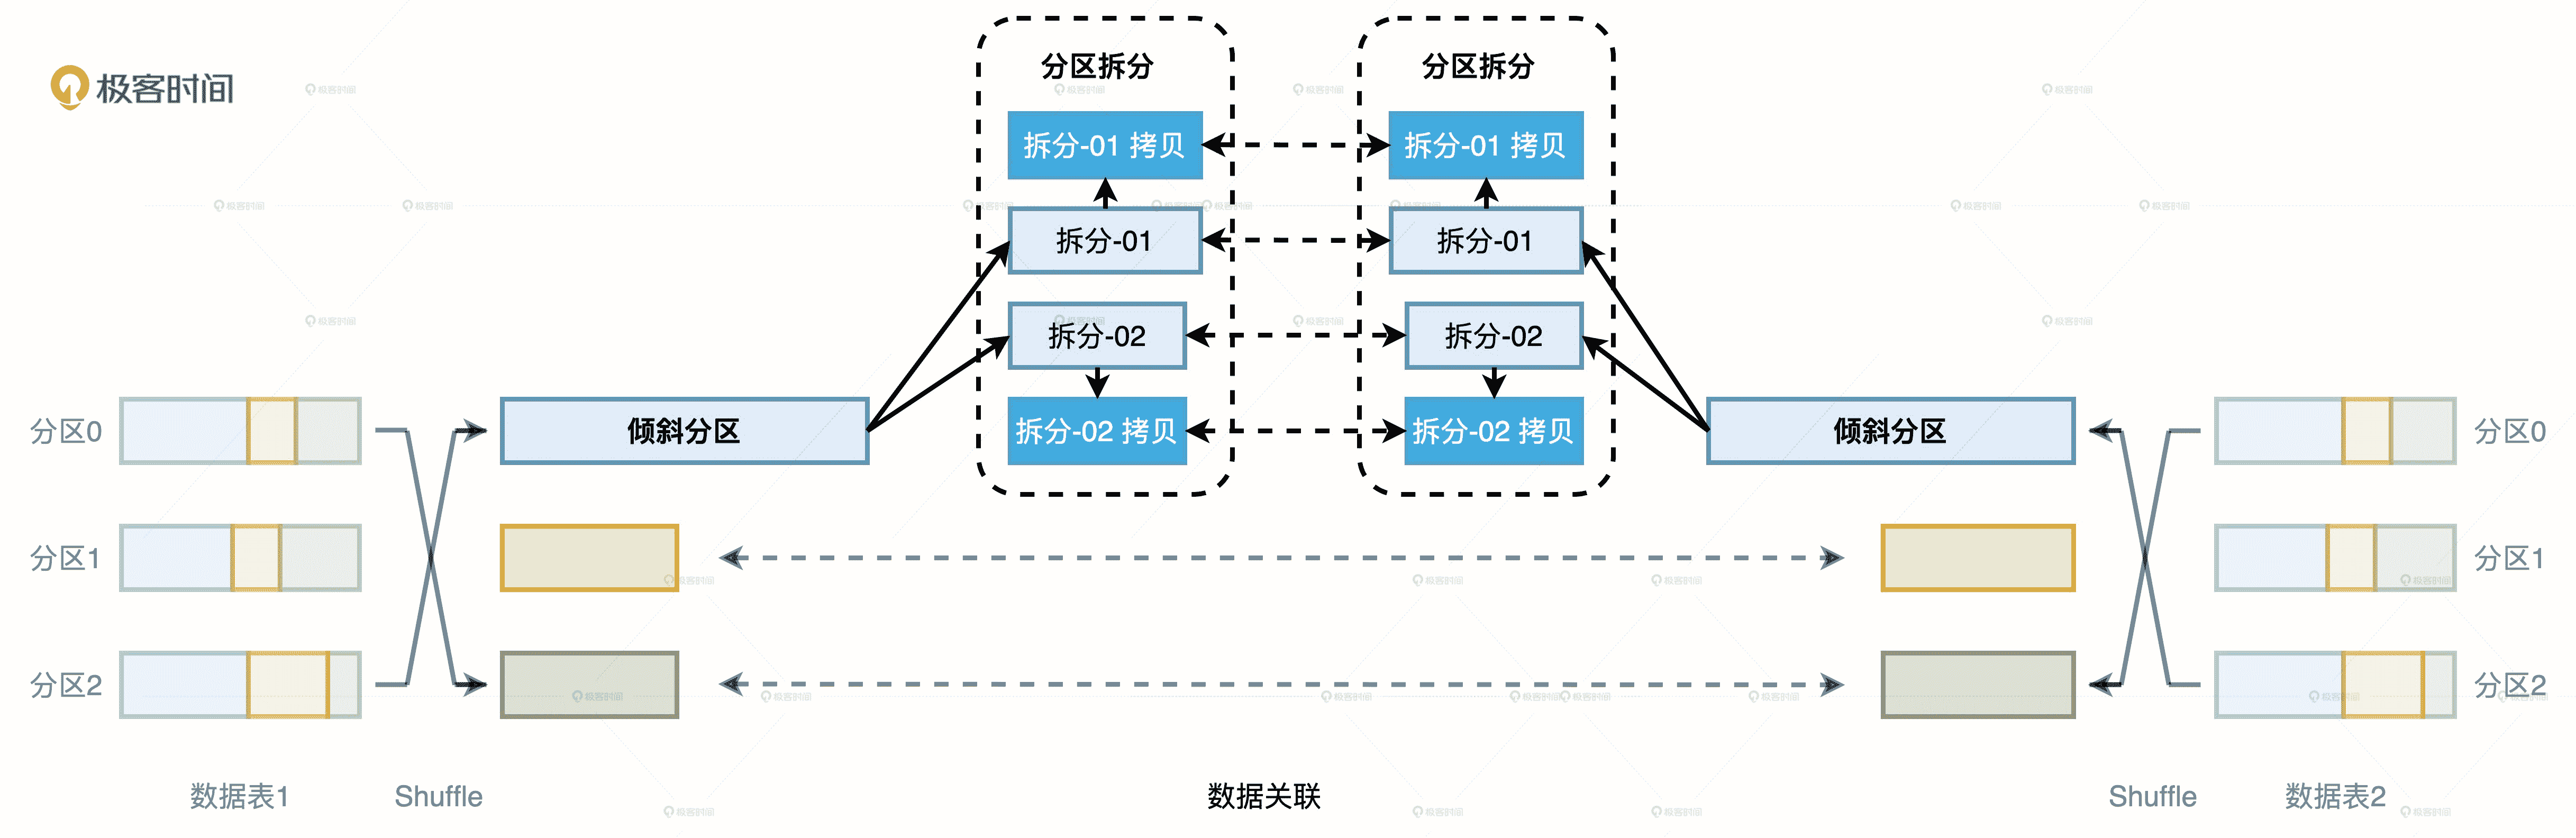 极客时间
分区拆分
分区拆分
拆分-01 拷贝
拆分-01 拷贝
拆分-01
拆分-01
拆分-02
拆分-02
分区0
倾斜分区
拆分-02 拷贝
拆分-02 拷贝
倾斜分区
分区0
分区1
分区1
分区2
分区2
数据表1
Shuffle
数据关联
Shuffle
数据表2